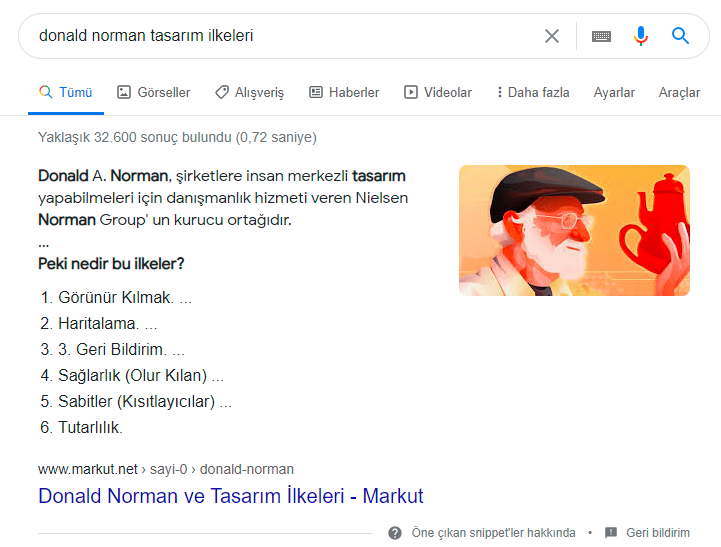 donald norman tasarım ilkeleri
Tümü Görseller Alışveriş Haberler Videolar Daha fazla Ayarlar Araçlar
Yaklaşık 32.600 sonuç bulundu (0,72 saniye)
Donald A. Norman, şirketlere insan merkezli tasarım
yapabilmeleri için danışmanlık hizmeti veren Nielsen
Norman Group' un kurucu ortağıdır.
...
Peki nedir bu ilkeler?
1. Görünür Kılmak. ...
2. Haritalama. ...
3. 3. Geri Bildirim. ...
4. Sağlarlık (Olur Kılan) ...
5. Sabitler (Kısıtlayıcılar) ...
6. Tutarlılık.
www.markut.net › sayi-0 › donald-norman
Donald Norman ve Tasarım İlkeleri - Markut
Öne çıkan snippet'ler hakkında • Geri bildirim